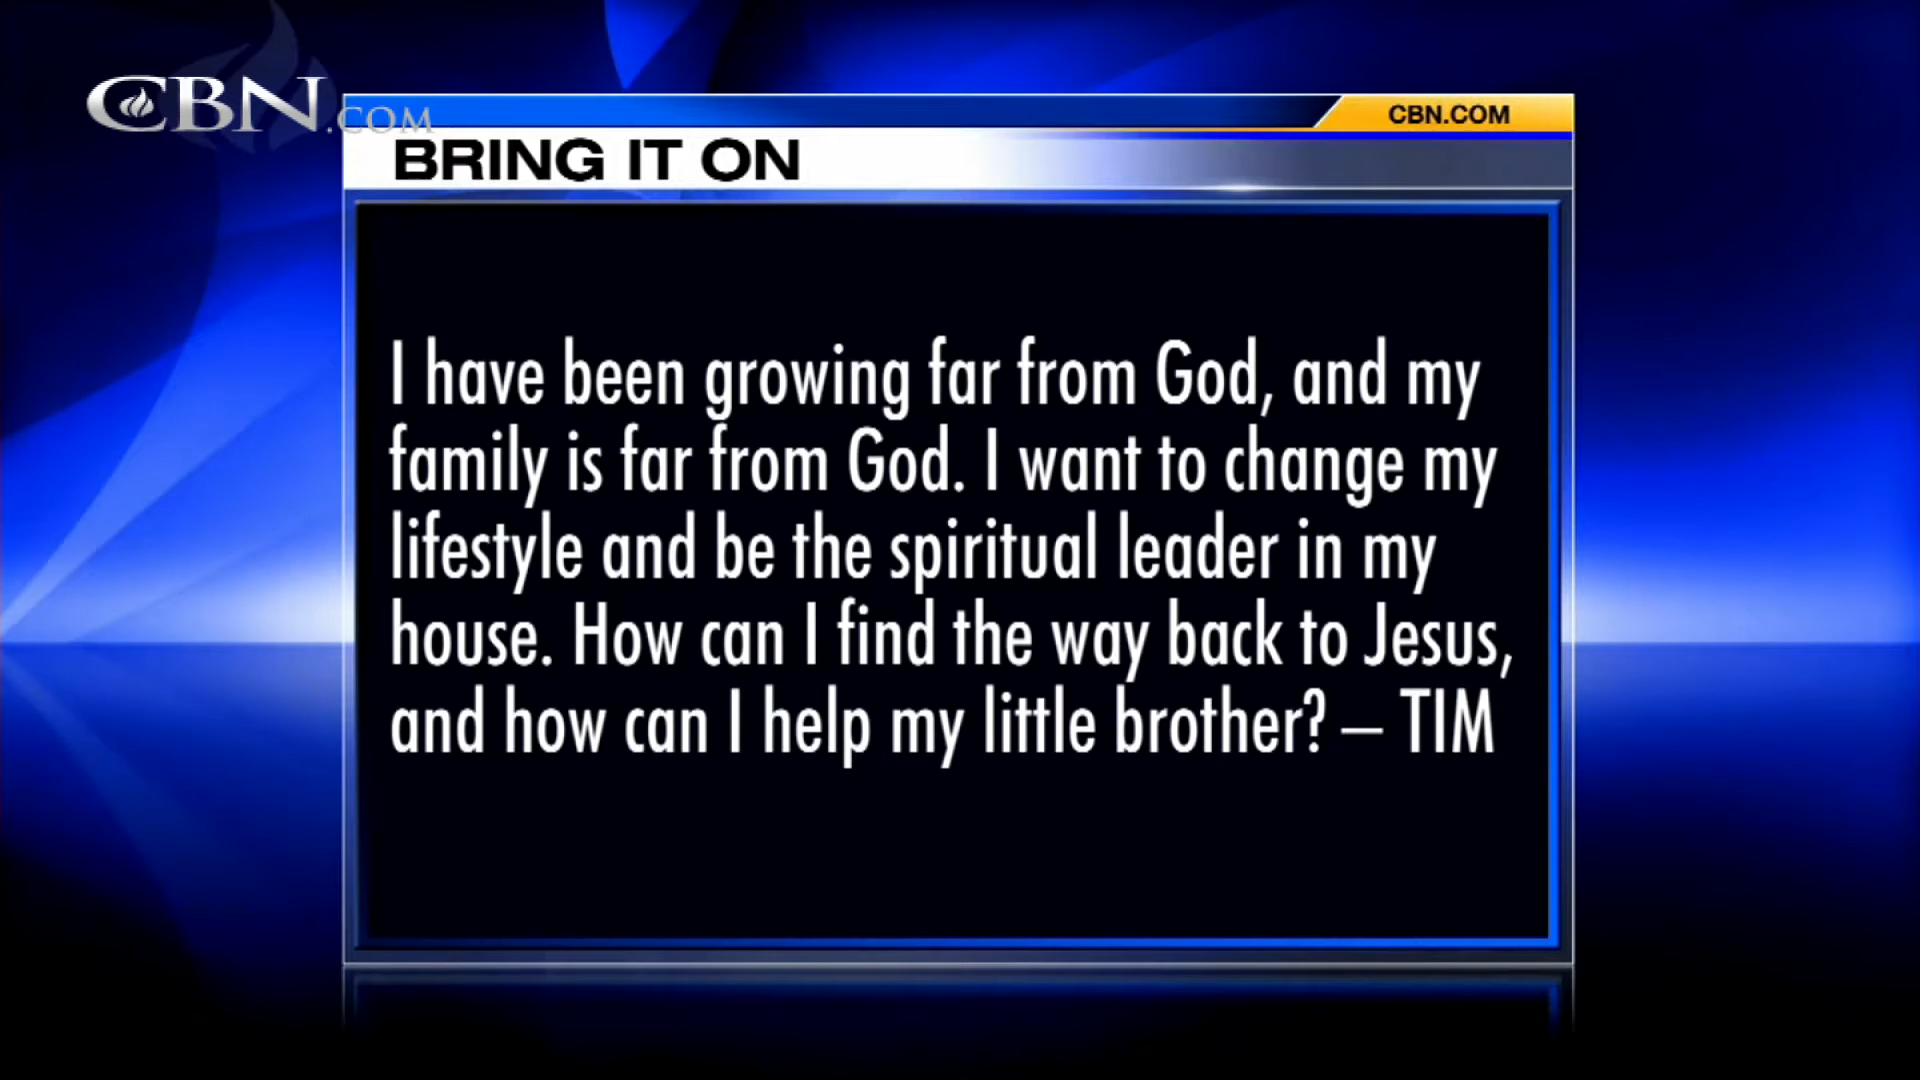 CBN.COM
CBN.COM
BRING IT ON
I have been growing far from God, and my
family is far from God. I want to change my
lifestyle and be the spiritual leader in my
house. How can I find the way back to Jesus,
and how can I help my little brother? – TIM